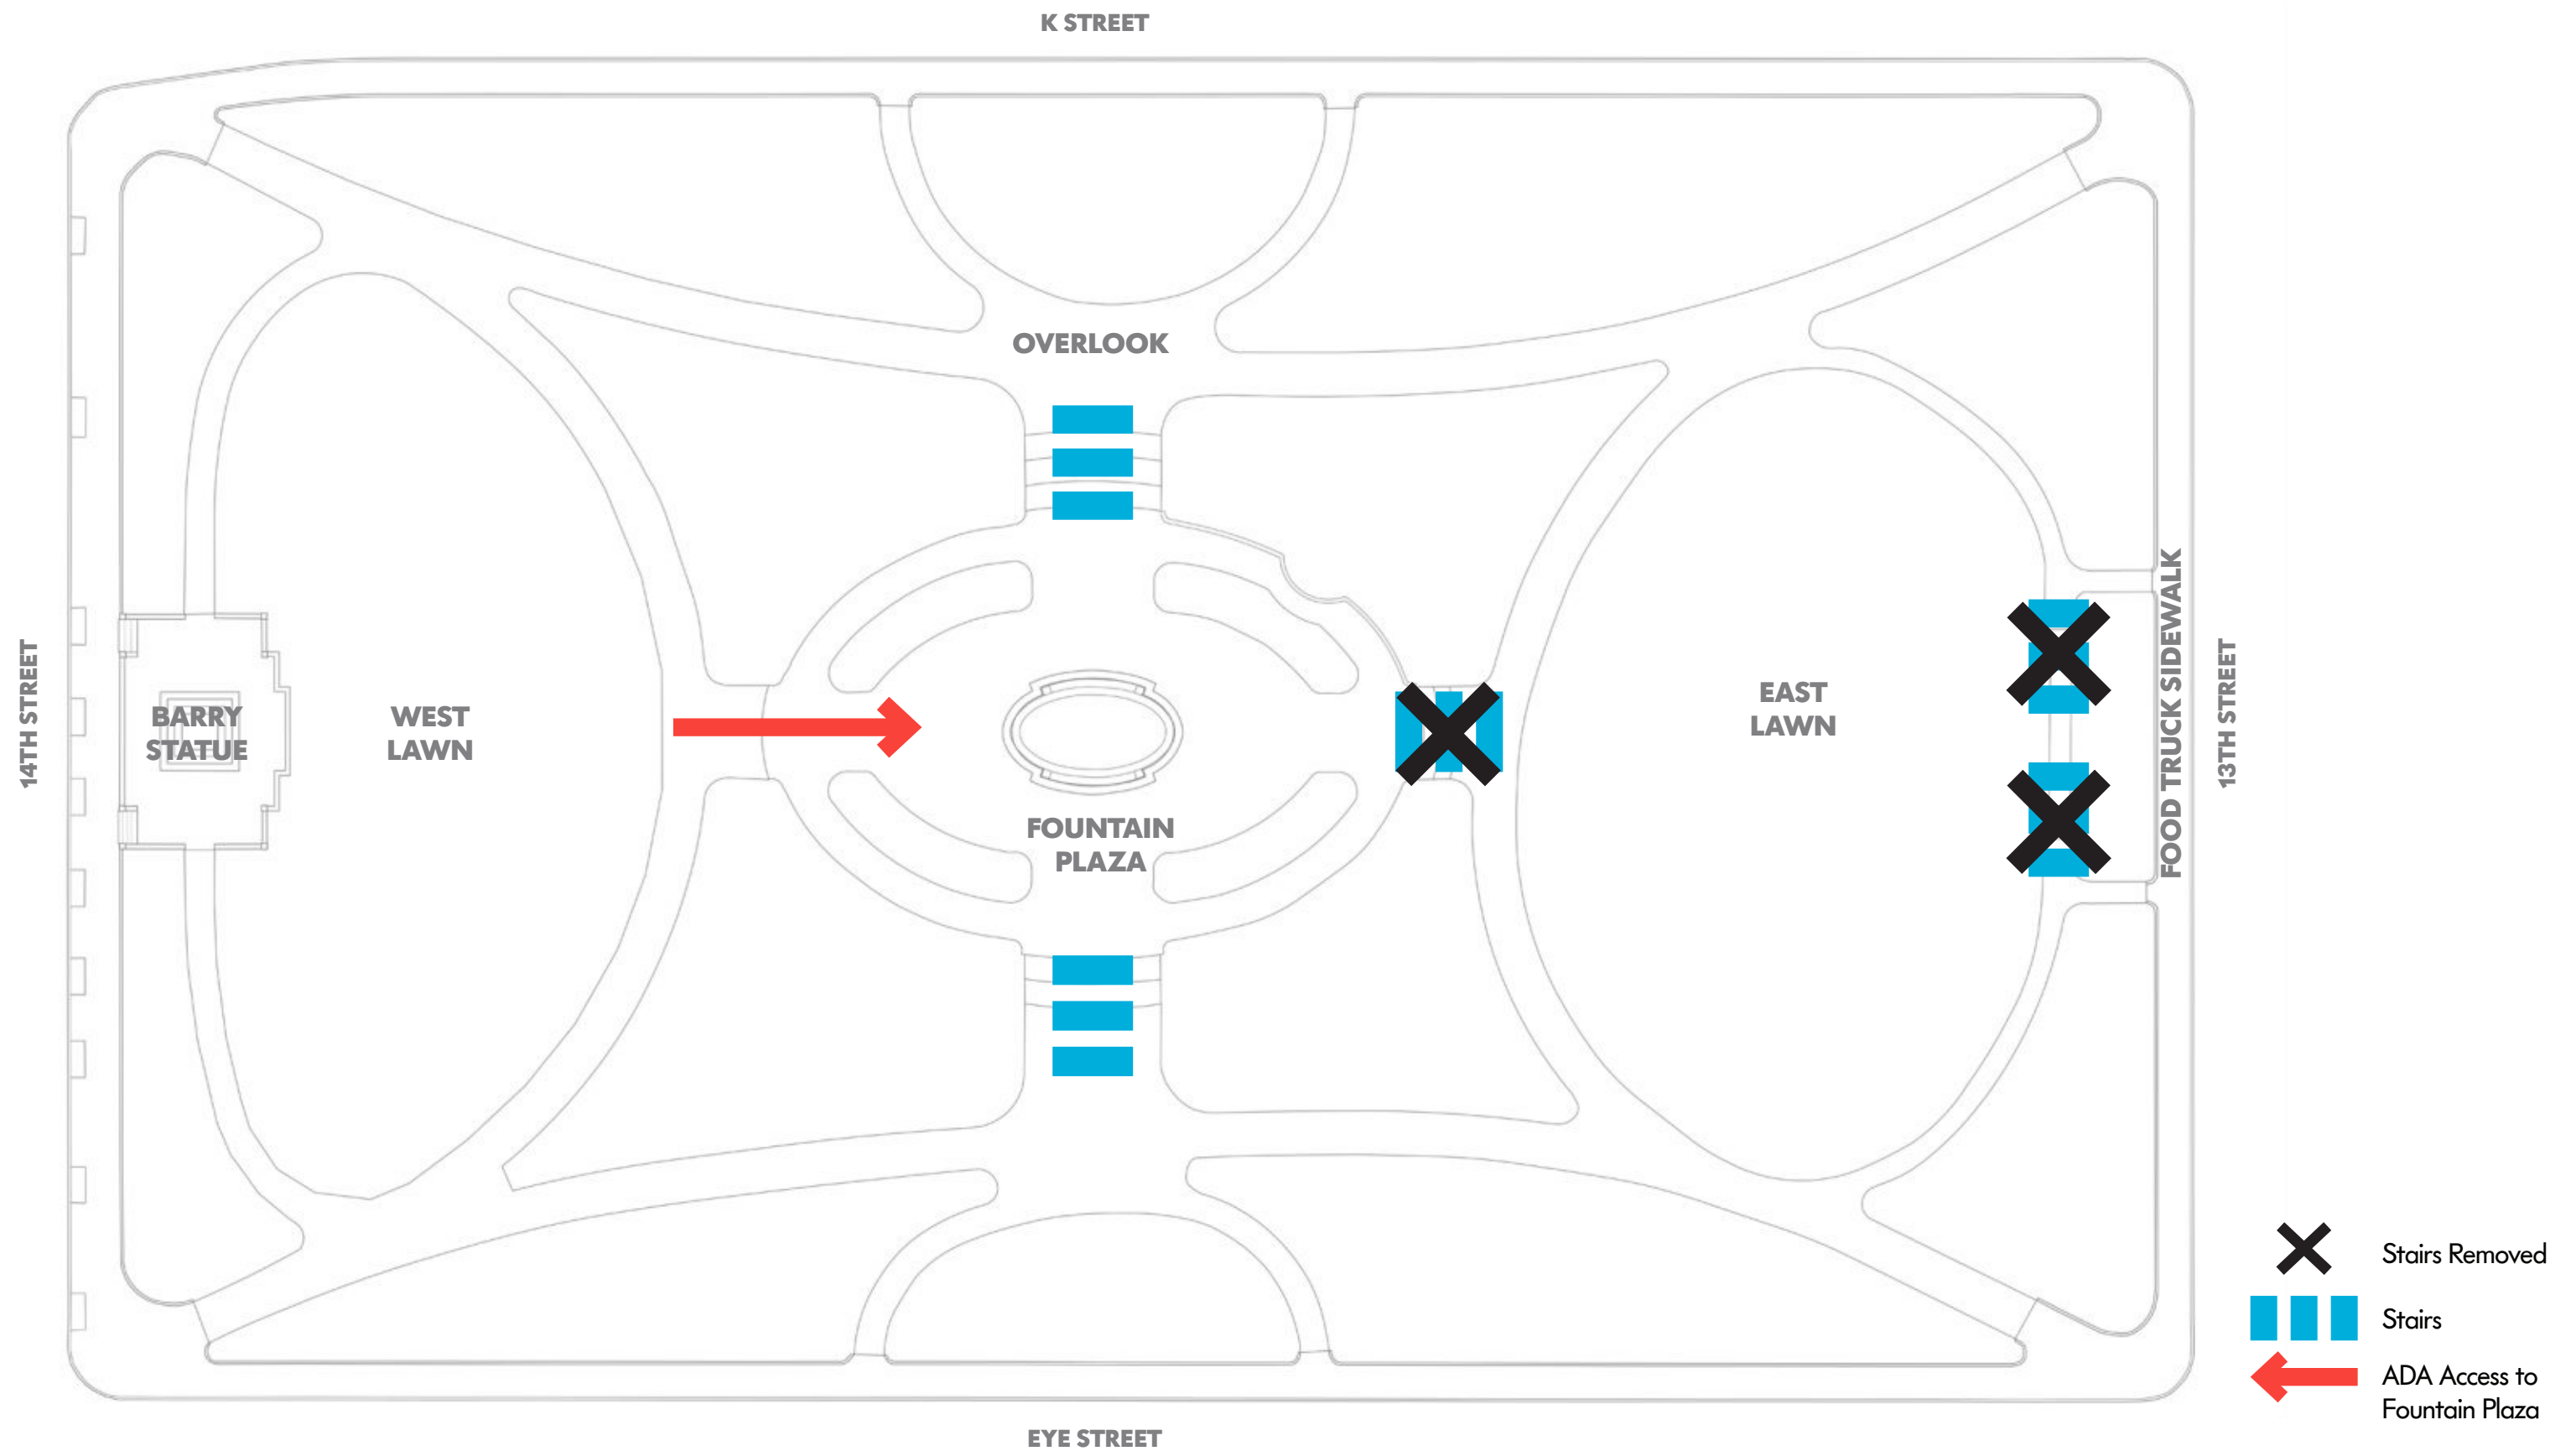 K STREET
OVERLOOK
14TH STREET
BARRY
STATUE
WEST
LAWN
FOUNTAIN
PLAZA
EAST
LAWN
FOOD TRUCK SIDEWALK
13TH STREET
Stairs Removed
Stairs
ADA Access to
Fountain Plaza
EYE STREET